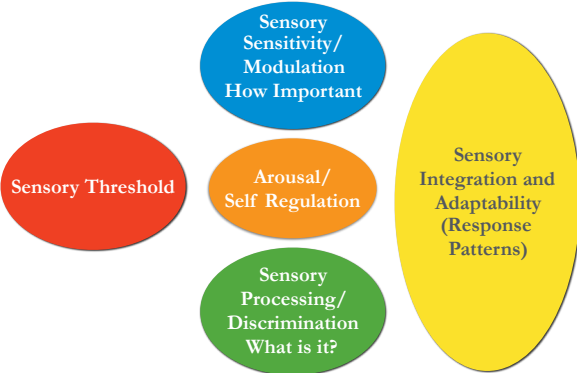 Sensory
Sensitivity/
Modulation
How Important
Sensory Threshold
Arousal/
Self Regulation
Sensory
Processing/
Discrimination
What is it?
Sensory
Integration and
Adaptability
(Response
Patterns)